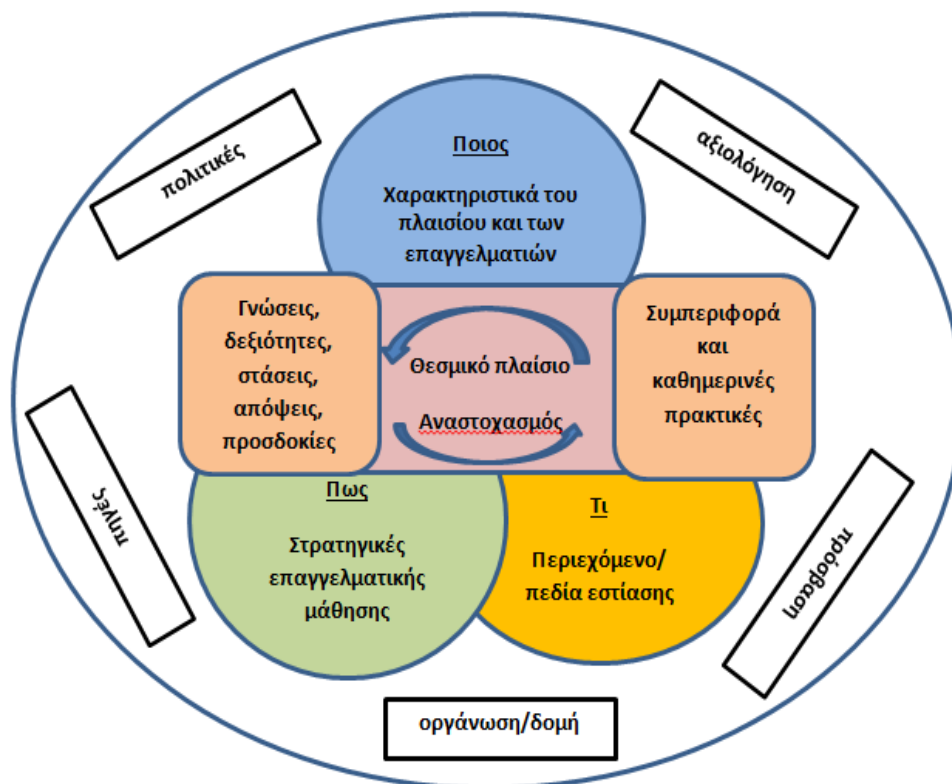 πολιτικές
αξιολόγηση
Ποιος
Χαρακτηριστικά του
πλαισίου και των
επαγγελματιών
Γνώσεις,
δεξιότητες,
στάσεις,
απόψεις,
προσδοκίες
Θεσμικό πλαίσιο
Αναστοχασμός
Συμπεριφορά
και
καθημερινές
πρακτικές
Πως
Στρατηγικές
επαγγελματικής
μάθησης
Τι
Περιεχόμενο/
πεδία εστίασης
πηγές
πρόσβαση
οργάνωση/δομή